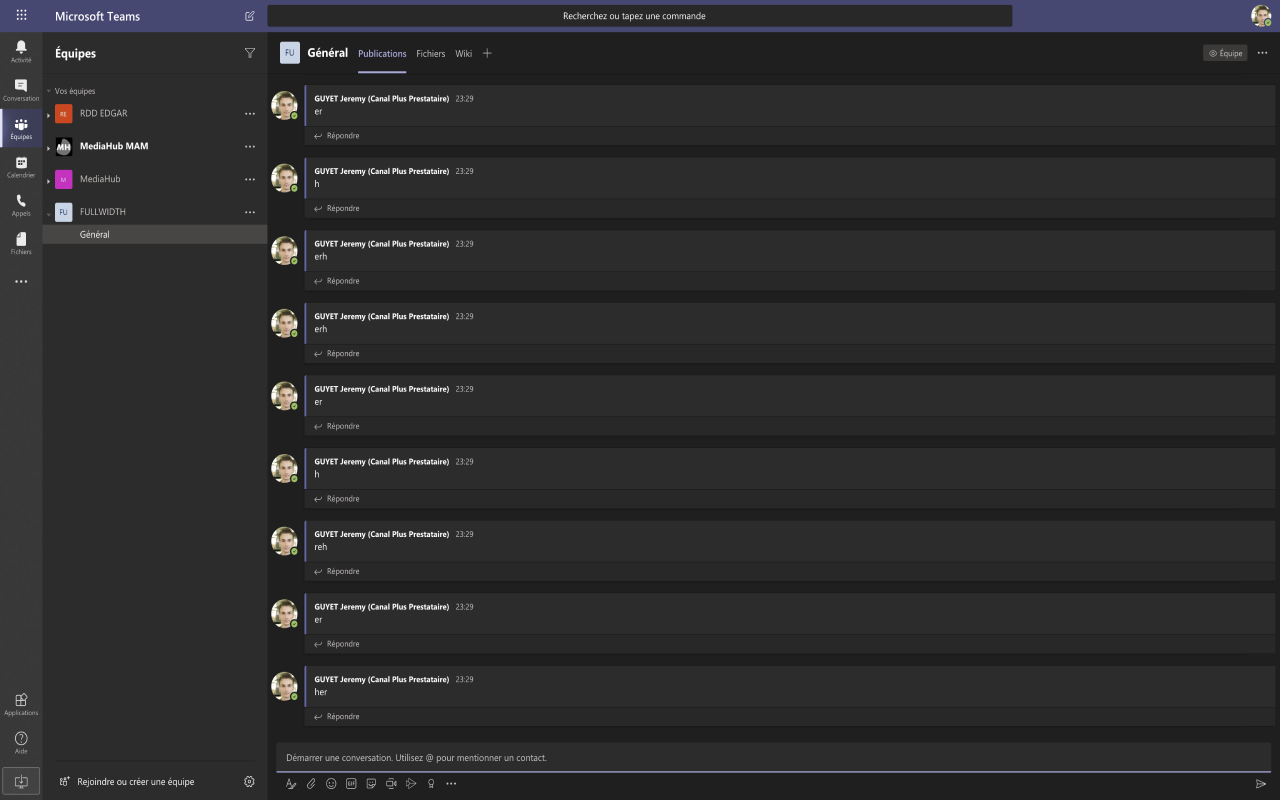 Microsoft Teams
Recherchez ou tapez une commande
Activité
Conversation
Équipes
Calendrier
Appels
Fichiers
Applications
Aide
Équipes
Vos équipes
RE RDD EDGAR
MH MediaHub MAM
M MediaHub
FU FULLWIDTH
Général
Rejoindre ou créer une équipe
FU Général Publications Fichiers Wiki
Équipe
GUYET Jeremy (Canal Plus Prestataire) 23:29
er
Répondre
GUYET Jeremy (Canal Plus Prestataire) 23:29
h
Répondre
GUYET Jeremy (Canal Plus Prestataire) 23:29
erh
Répondre
GUYET Jeremy (Canal Plus Prestataire) 23:29
erh
Répondre
GUYET Jeremy (Canal Plus Prestataire) 23:29
er
Répondre
GUYET Jeremy (Canal Plus Prestataire) 23:29
h
Répondre
GUYET Jeremy (Canal Plus Prestataire) 23:29
reh
Répondre
GUYET Jeremy (Canal Plus Prestataire) 23:29
er
Répondre
GUYET Jeremy (Canal Plus Prestataire) 23:29
her
Répondre
Démarrer une conversation. Utilisez @ pour mentionner un contact.
GIF